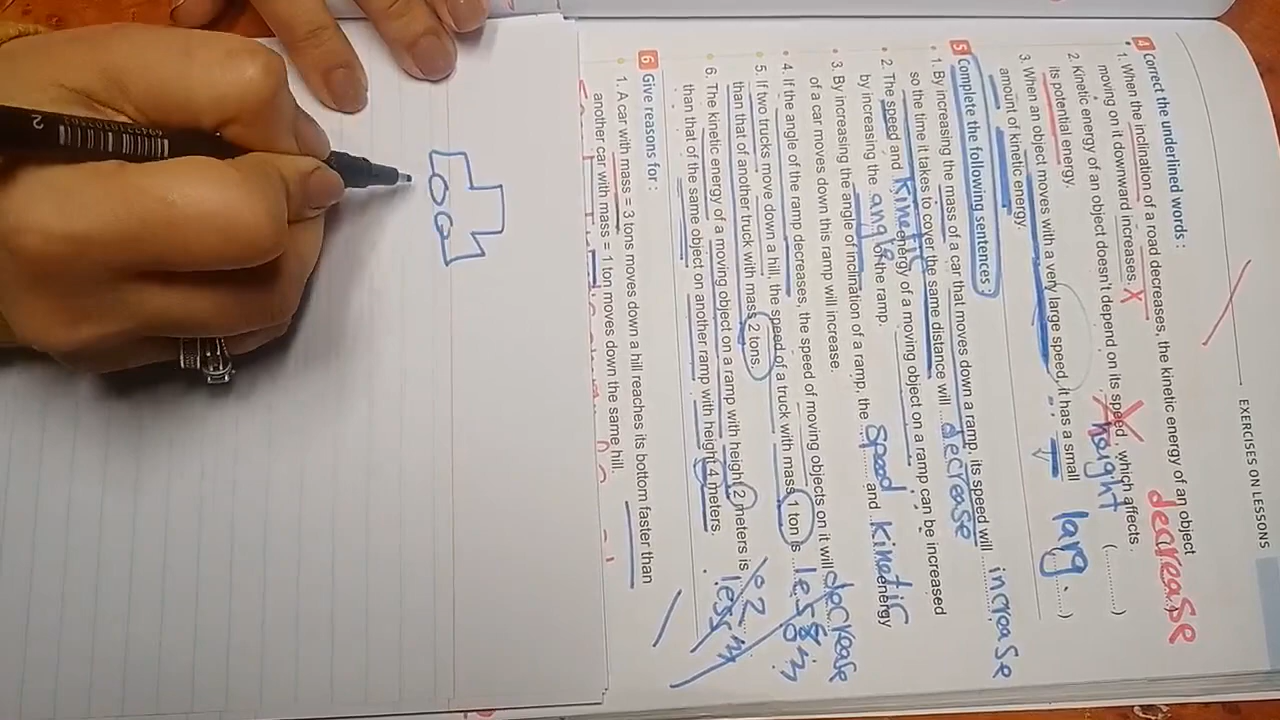 EXERCISES ON LESSONS
4 Correct the underlined words :
1. When the inclination of a road decreases, the kinetic energy of an object
moving on it downward increases. X decrease
2. Kinetic energy of an object doesn't depend on its speed, which affects
its potential energy. height (............)
3. When an object moves with a very large speed, it has a small
amount of kinetic energy. larg. (............)
5 Complete the following sentences :
1. By increasing the mass of a car that moves down a ramp, its speed will increase
so the time it takes to cover the same distance will decrease
2. The speed and kinetic energy of a moving object on a ramp can be increased
by increasing the angle of the ramp.
3. By increasing the angle of inclination of a ramp, the speed and kinetic energy
of a car moves down this ramp will increase.
4. If the angle of the ramp decreases, the speed of moving objects on it will decrease
5. If two trucks move down a hill, the speed of a truck with mass 1 ton is less
than that of another truck with mass 2 tons.
6. The kinetic energy of a moving object on a ramp with height 2 meters is less
than that of the same object on another ramp with height 4 meters.
6 Give reasons for :
1. A car with mass = 3 tons moves down a hill reaches its bottom faster than
another car with mass = 1 ton moves down the same hill.
2